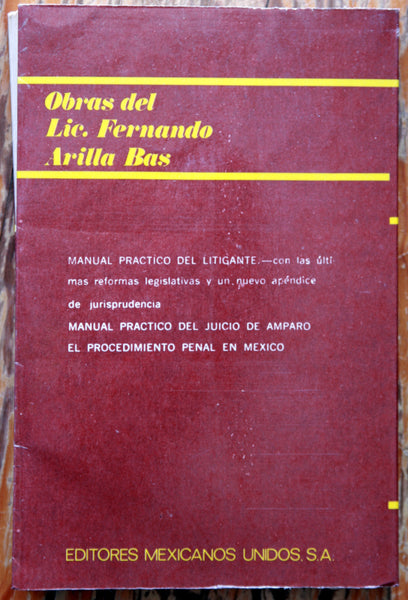 Obras del
Lic. Fernando
Arilla Bas
MANUAL PRACTICO DEL LITIGANTE.—con las últi-
mas reformas legislativas y un nuevo apéndice
de jurisprudencia
MANUAL PRACTICO DEL JUICIO DE AMPARO
EL PROCEDIMIENTO PENAL EN MEXICO
EDITORES MEXICANOS UNIDOS, S.A.